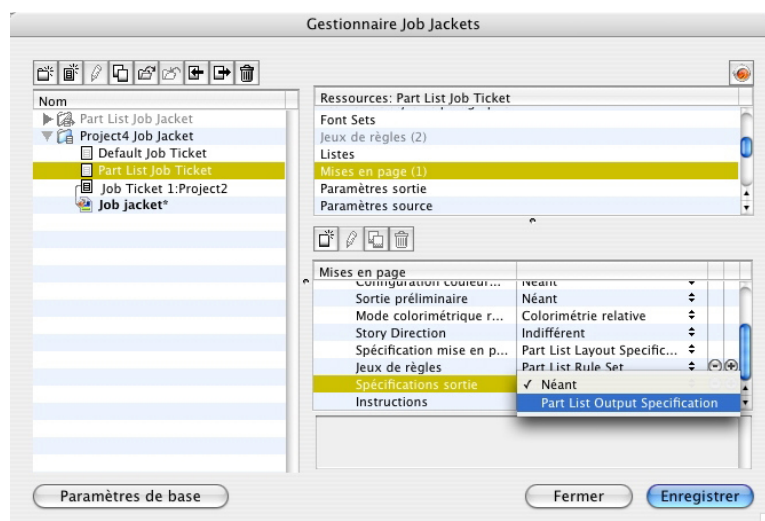 Gestionnaire Job Jackets
Nom
Part List Job Jacket
Project4 Job Jacket
Default Job Ticket
Part List Job Ticket
Job Ticket 1:Project2
Job jacket*
Ressources: Part List Job Ticket
Font Sets
Jeux de règles (2)
Listes
Mises en page (1)
Paramètres sortie
Paramètres source
Mises en page
Configuration couleur... Néant
Sortie préliminaire Néant
Mode colorimétrique r... Colorimétrie relative
Story Direction Indifférent
Spécification mise en p... Part List Layout Specific...
Jeux de règles Part List Rule Set
Spécifications sortie ✓ Néant
Instructions Part List Output Specification
Paramètres de base
Fermer
Enregistrer